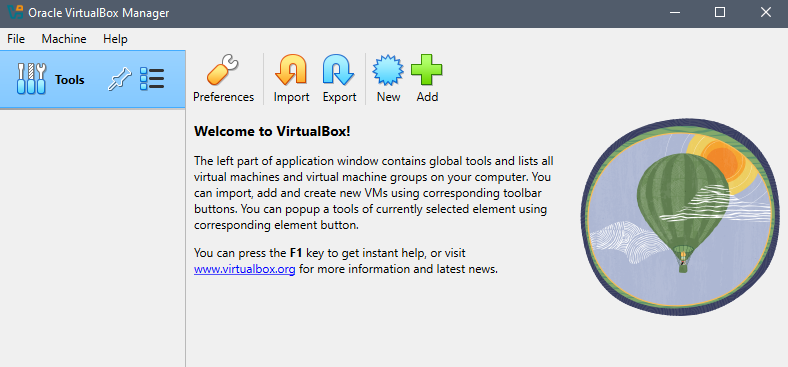 Oracle VirtualBox Manager
File Machine Help
Tools
Preferences Import Export New Add
Welcome to VirtualBox!
The left part of application window contains global tools and lists all
virtual machines and virtual machine groups on your computer. You
can import, add and create new VMs using corresponding toolbar
buttons. You can popup a tools of currently selected element using
corresponding element button.
You can press the F1 key to get instant help, or visit
www.virtualbox.org for more information and latest news.